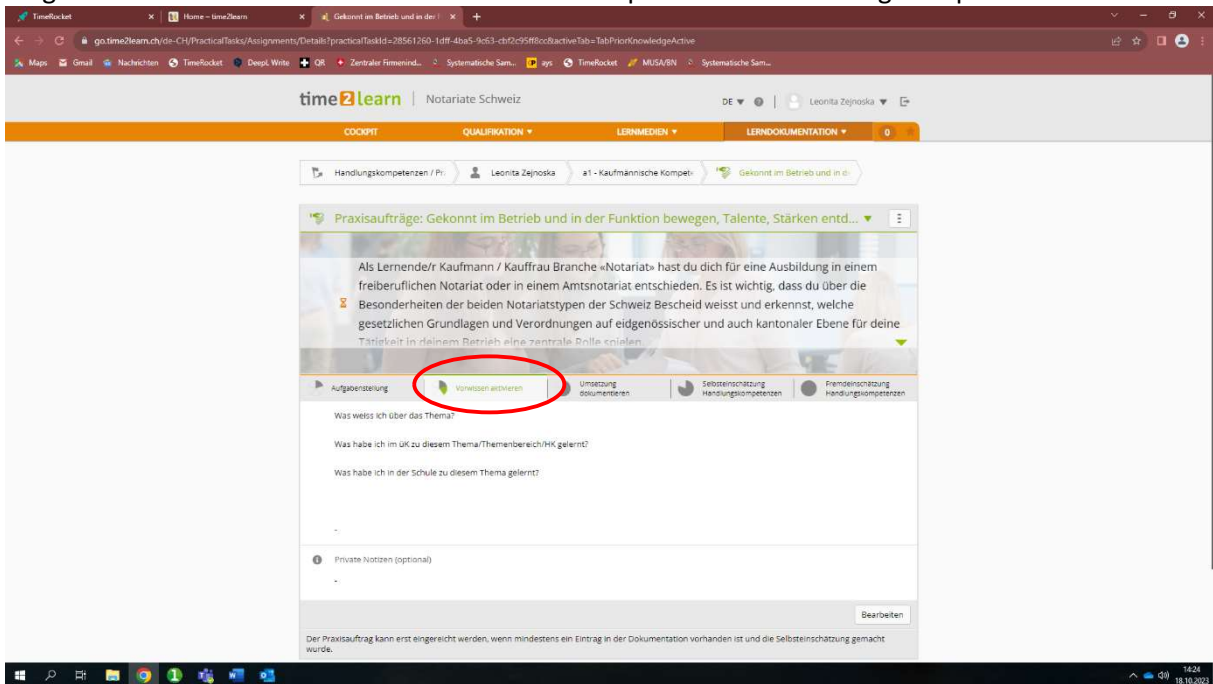 TimeRocket
Home – time2learn
Gekonnt im Betrieb und in der
go.time2learn.ch/de-CH/PracticalTasks/Assignments/Details?practicalTaskId=28561260-1dff-4ba5-9c63-cbf2c95ff8cc&activeTab=TabPriorKnowledgeActive
Maps Gmail Nachrichten TimeRocket DeepL Write QR Zentraler Firmenind... Systematische Sam... ays TimeRocket MUSA/BN Systematische Sam...
time2learn | Notariate Schweiz
DE Leonita Zejnoska
COCKPIT QUALIFIKATION LERNMEDIEN LERNDOKUMENTATION 0
Handlungskompetenzen / Pr Leonita Zejnoska a1 - Kaufmännische Kompet Gekonnt im Betrieb und in d
Praxisaufträge: Gekonnt im Betrieb und in der Funktion bewegen, Talente, Stärken entd...
Als Lernende/r Kaufmann / Kauffrau Branche «Notariat» hast du dich für eine Ausbildung in einem
freiberuflichen Notariat oder in einem Amtsnotariat entschieden. Es ist wichtig, dass du über die
Besonderheiten der beiden Notariatstypen der Schweiz Bescheid weisst und erkennst, welche
gesetzlichen Grundlagen und Verordnungen auf eidgenössischer und auch kantonaler Ebene für deine
Tätigkeit in deinem Betrieb eine zentrale Rolle spielen.
Aufgabenstellung
Vorwissen aktivieren
Umsetzung
dokumentieren
Selbsteinschätzung
Handlungskompetenzen
Fremdeinschätzung
Handlungskompetenzen
Was weiss ich über das Thema?
Was habe ich im üK zu diesem Thema/Themenbereich/HK gelernt?
Was habe ich in der Schule zu diesem Thema gelernt?
-
Private Notizen (optional)
-
Bearbeiten
Der Praxisauftrag kann erst eingereicht werden, wenn mindestens ein Eintrag in der Dokumentation vorhanden ist und die Selbsteinschätzung gemacht
wurde.
14:24
18.10.2023